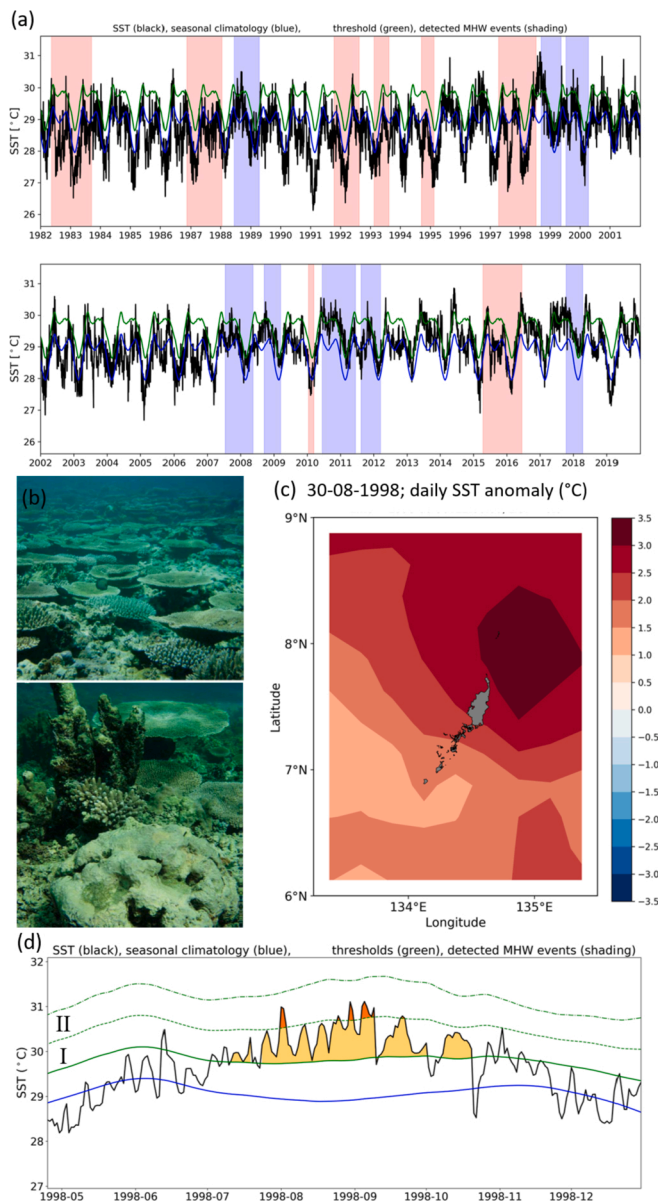 (a)
SST (black), seasonal climatology (blue), threshold (green), detected MHW events (shading)
SST [°C]
31
30
29
28
27
26
1982 1983 1984 1985 1986 1987 1988 1989 1990 1991 1992 1993 1994 1995 1996 1997 1998 1999 2000 2001
SST [°C]
31
30
29
28
27
26
2002 2003 2004 2005 2006 2007 2008 2009 2010 2011 2012 2013 2014 2015 2016 2017 2018 2019
(b)
(c) 30-08-1998; daily SST anomaly (°C)
9°N
8°N
7°N
6°N
Latitude
134°E 135°E
Longitude
3.5
3.0
2.5
2.0
1.5
1.0
0.5
0.0
−0.5
−1.0
−1.5
−2.0
−2.5
−3.0
−3.5
(d)
SST (black), seasonal climatology (blue), thresholds (green), detected MHW events (shading)
SST (°C)
32
31
30
29
28
27
II
I
1998-05 1998-06 1998-07 1998-08 1998-09 1998-10 1998-11 1998-12